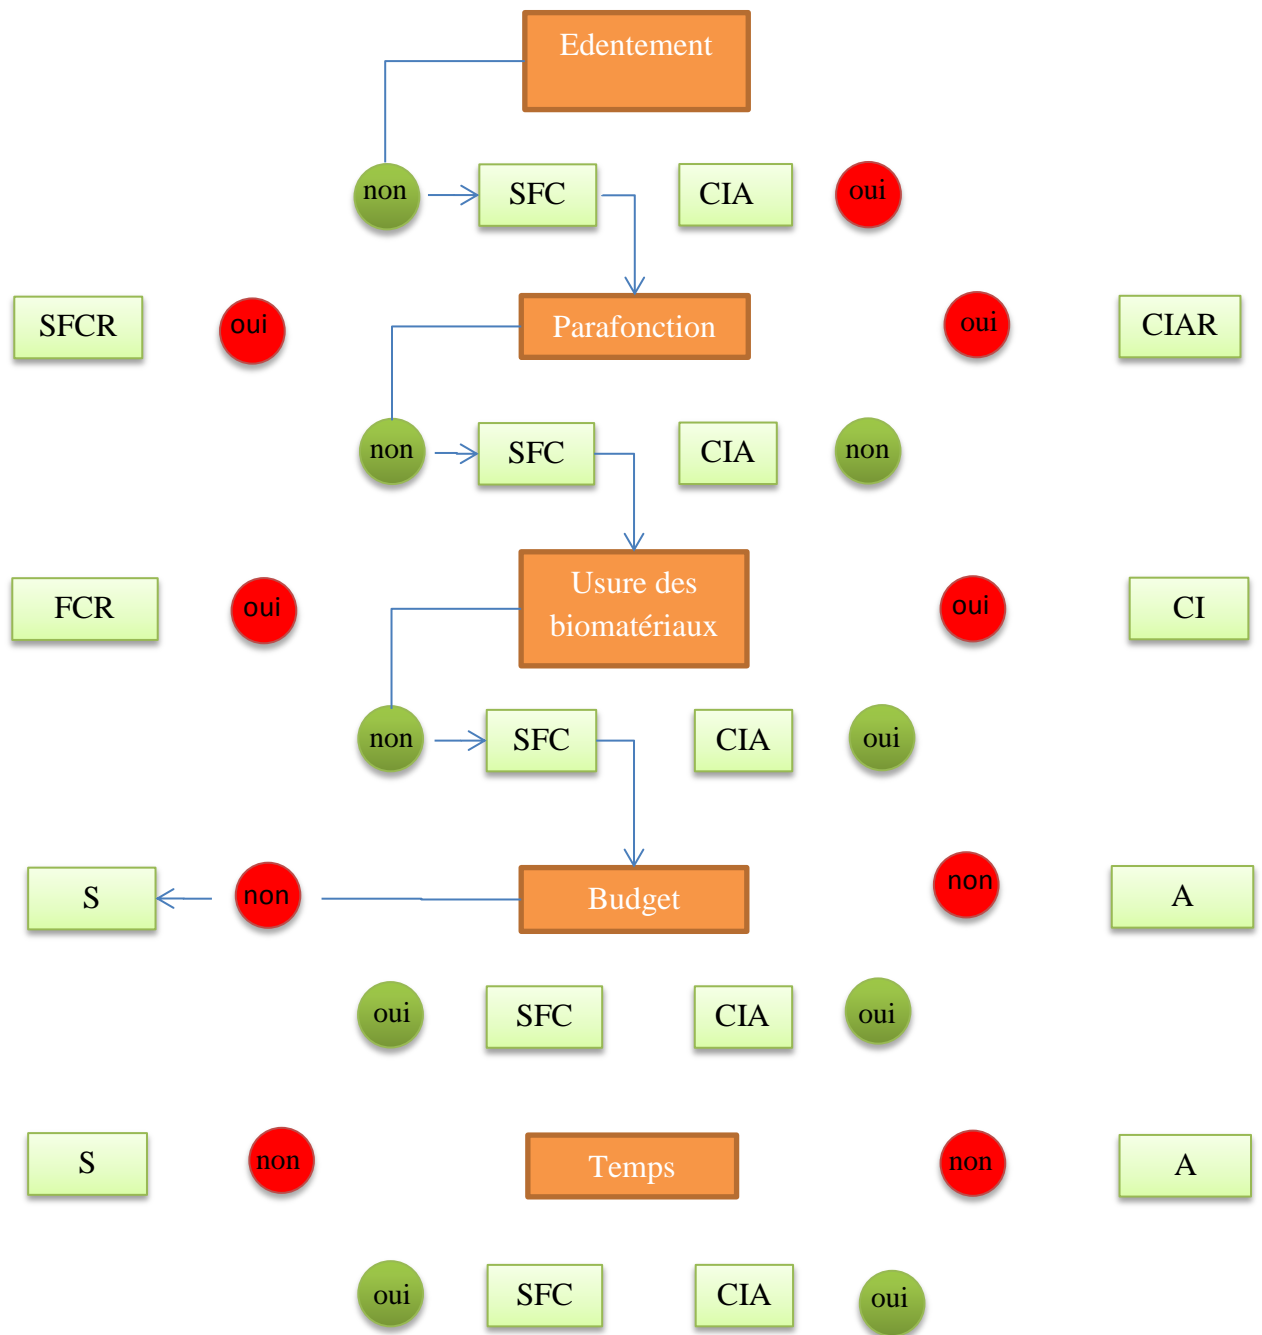 Edentement
non
SFC
CIA
oui
SFCR
oui
Parafonction
oui
CIAR
non
SFC
CIA
non
FCR
oui
Usure des
biomatériaux
oui
CI
non
SFC
CIA
oui
S
non
Budget
non
A
oui
SFC
CIA
oui
S
non
Temps
non
A
oui
SFC
CIA
oui